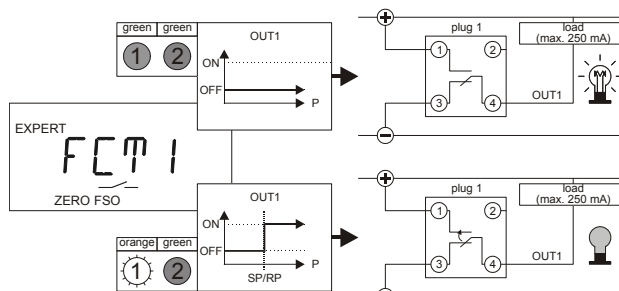 green green
1 2
OUT1
ON
OFF
P
plug 1
1 2
3 4
OUT1
load
(max. 250 mA)
EXPERT
FCT1
ZERO FSO
orange green
1 2
OUT1
ON
OFF
P
SP/RP
plug 1
1 2
3 4
OUT1
load
(max. 250 mA)